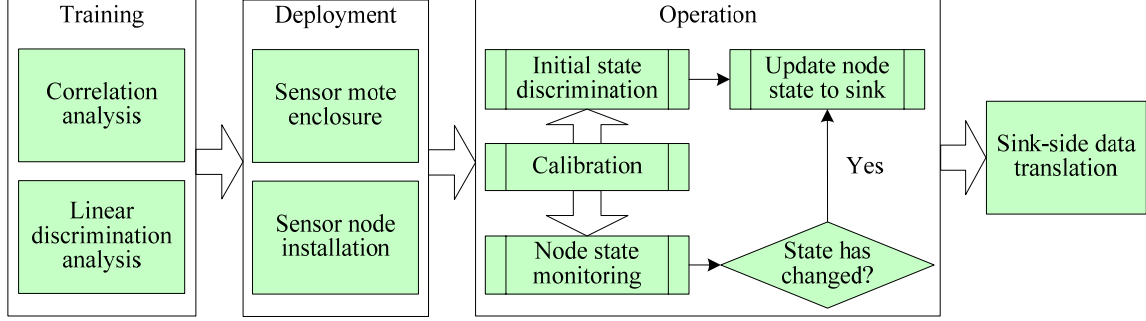 Training
Correlation
analysis
Linear
discrimination
analysis
Deployment
Sensor mote
enclosure
Sensor node
installation
Operation
Initial state
discrimination
Update node
state to sink
Calibration
Yes
Node state
monitoring
State has
changed?
Sink-side data
translation